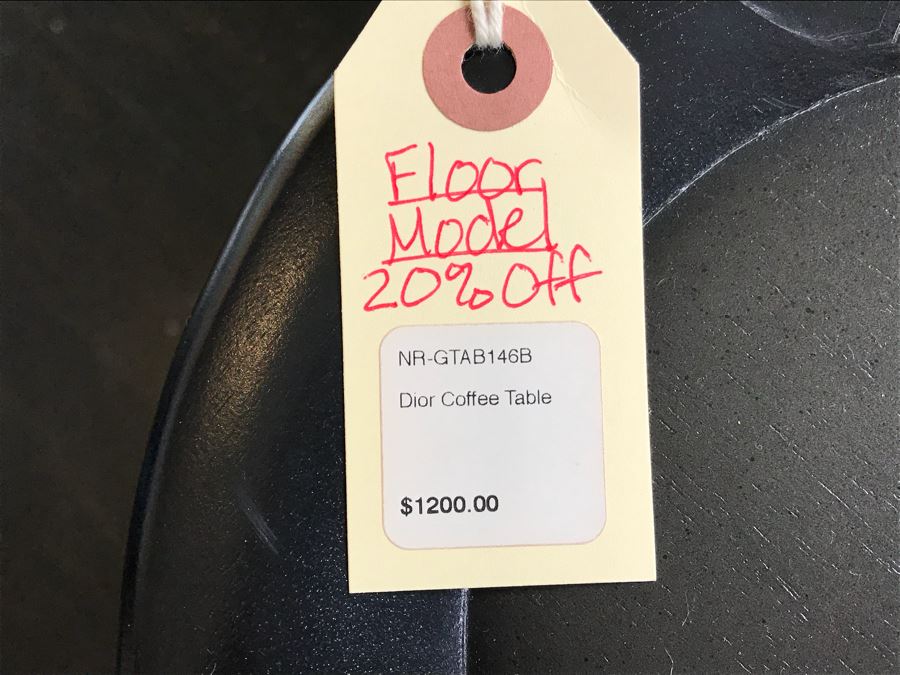 Floor
Model
20% Off
NR-GTAB146B
Dior Coffee Table
$1200.00